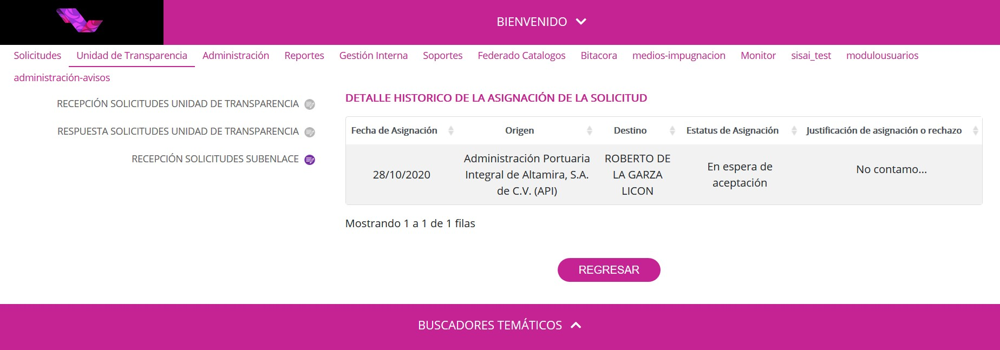 BIENVENIDO
Solicitudes Unidad de Transparencia Administración Reportes Gestión Interna Soportes Federado Catalogos Bitacora medios-impugnacion Monitor sisai_test modulousuarios
administración-avisos
RECEPCIÓN SOLICITUDES UNIDAD DE TRANSPARENCIA
RESPUESTA SOLICITUDES UNIDAD DE TRANSPARENCIA
RECEPCIÓN SOLICITUDES SUBENLACE
DETALLE HISTORICO DE LA ASIGNACIÓN DE LA SOLICITUD
Fecha de Asignación Origen Destino Estatus de Asignación Justificación de asignación o rechazo
28/10/2020
Administración Portuaria
Integral de Altamira, S.A.
de C.V. (API)
ROBERTO DE
LA GARZA
LICON
En espera de
aceptación
No contamo...
Mostrando 1 a 1 de 1 filas
REGRESAR
BUSCADORES TEMÁTICOS